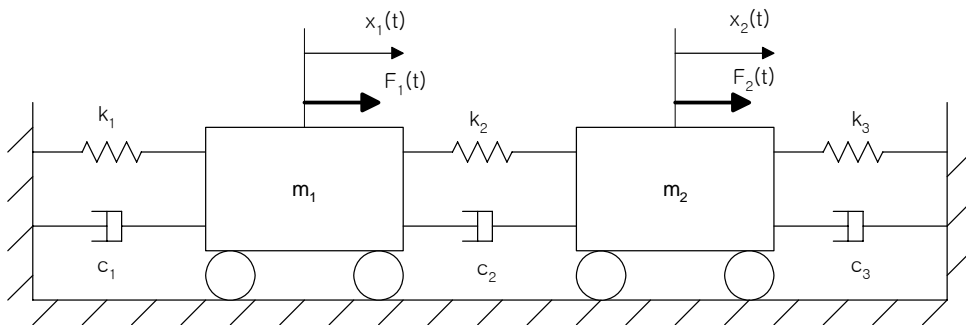 x₁(t) x₂(t)
F₁(t) F₂(t)
k₁ k₂ k₃
m₁ m₂
c₁ c₂ c₃